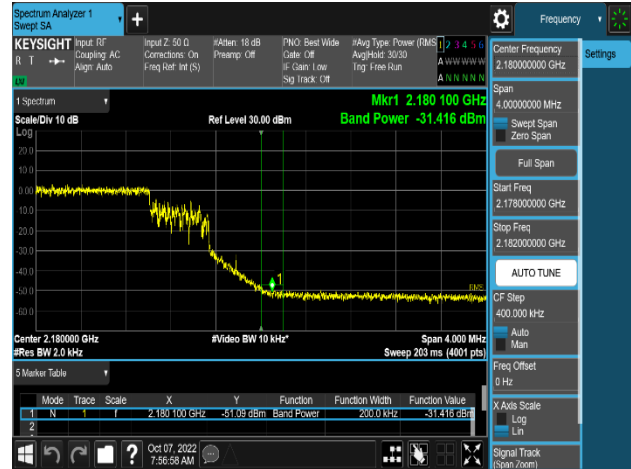 Spectrum Analyzer 1
Swept SA
Frequency
KEYSIGHT
R T
LXI
Input: RF
Coupling: AC
Align: Auto
Input Z: 50 Ω
Corrections: On
Freq Ref: Int (S)
#Atten: 18 dB
Preamp: Off
PNO: Best Wide
Gate: Off
IF Gain: Low
Sig Track: Off
#Avg Type: Power (RMS
Avg|Hold: 30/30
Trig: Free Run
1 2 3 4 5 6
A W W W W W
A N N N N N
1 Spectrum
Scale/Div 10 dB
Ref Level 30.00 dBm
Mkr1 2.180 100 GHz
Band Power -31.416 dBm
Log
20.0
10.0
0.00
-10.0
-20.0
-30.0
-40.0
-50.0
-60.0
1
RMS
Center 2.180000 GHz
#Res BW 2.0 kHz
#Video BW 10 kHz*
Span 4.000 MHz
Sweep 203 ms (4001 pts)
5 Marker Table
Mode Trace Scale X Y Function Function Width Function Value
1 N 1 f 2.180 100 GHz -51.09 dBm Band Power 200.0 kHz -31.416 dBm
2
?
Oct 07, 2022
7:56:58 AM
Center Frequency
2.180000000 GHz
Span
4.00000000 MHz
Swept Span
Zero Span
Full Span
Start Freq
2.178000000 GHz
Stop Freq
2.182000000 GHz
AUTO TUNE
CF Step
400.000 kHz
Auto
Man
Freq Offset
0 Hz
X Axis Scale
Log
Lin
Signal Track
(Span Zoom)
Settings